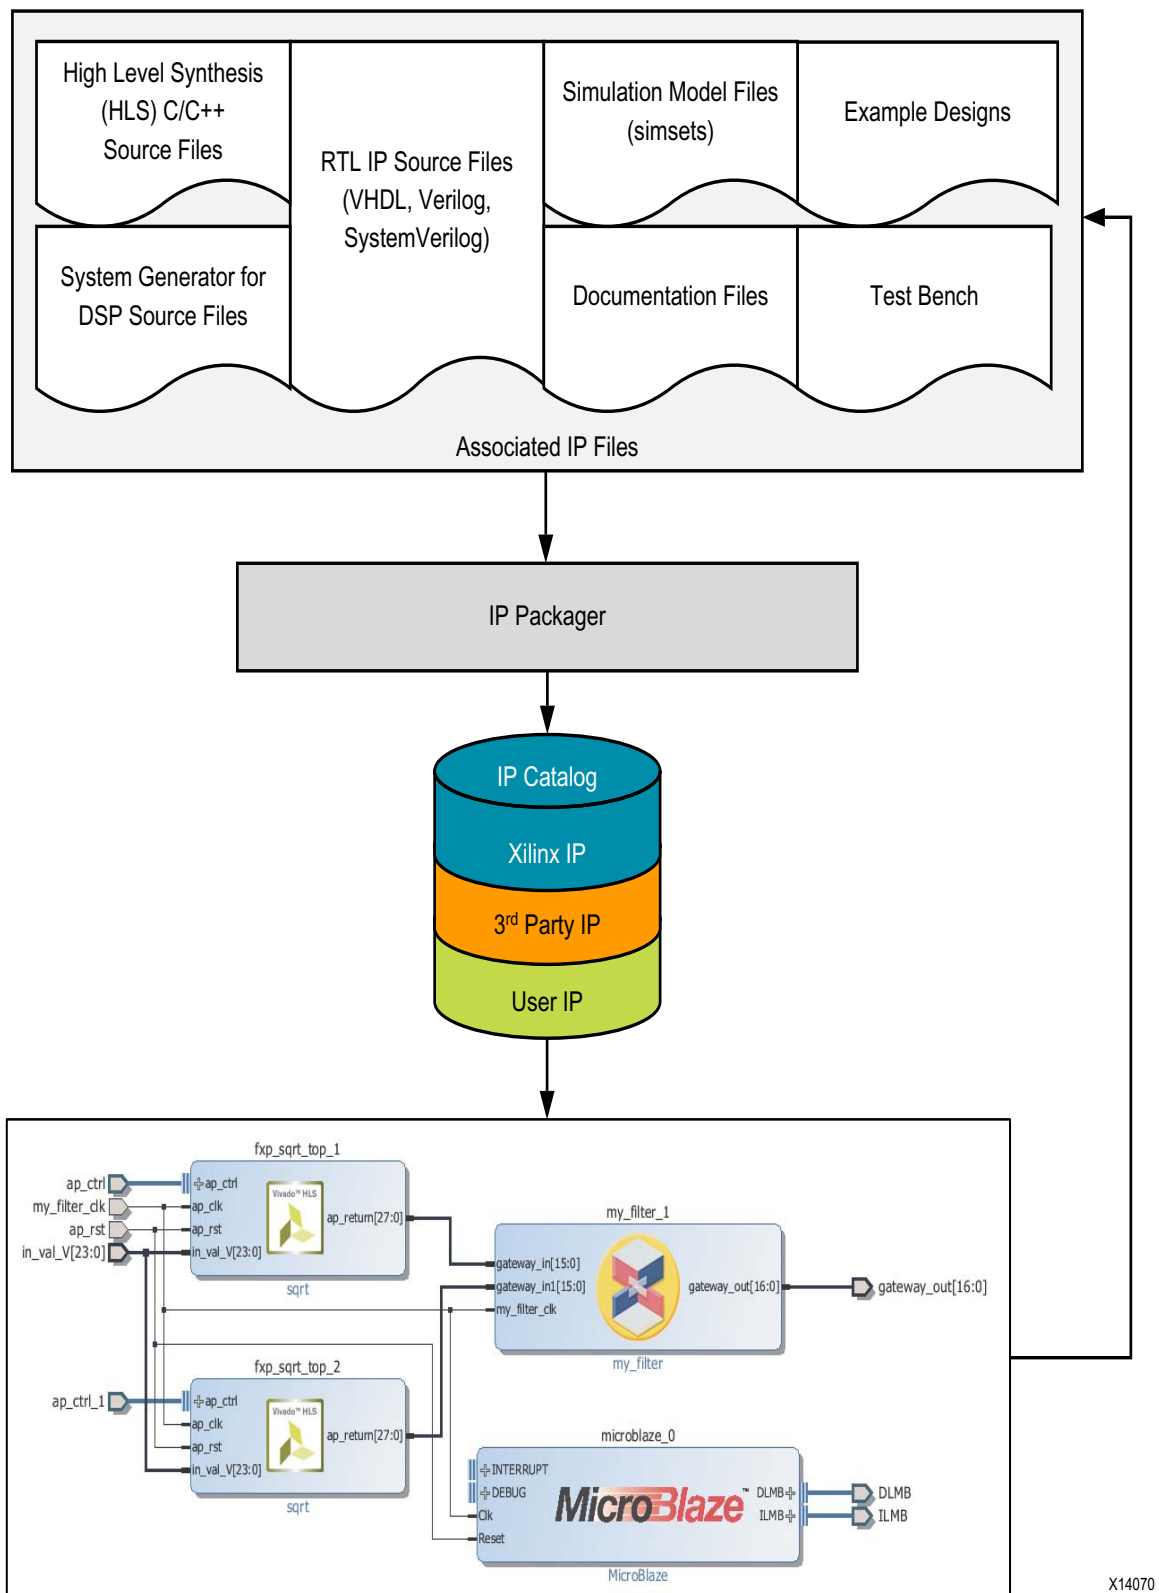 High Level Synthesis
(HLS) C/C++
Source Files
RTL IP Source Files
(VHDL, Verilog,
SystemVerilog)
Simulation Model Files
(simsets)
Example Designs
System Generator for
DSP Source Files
Documentation Files
Test Bench
Associated IP Files
IP Packager
IP Catalog
Xilinx IP
3rd Party IP
User IP
fxp_sqrt_top_1
ap_ctrl
my_filter_clk
ap_rst
in_val_V[23:0]
ap_ctrl
ap_clk
ap_rst
in_val_V[23:0]
Vivado™ HLS
ap_return[27:0]
sqrt
my_filter_1
gateway_in[15:0]
gateway_in1[15:0]
my_filter_clk
gateway_out[16:0]
my_filter
gateway_out[16:0]
fxp_sqrt_top_2
ap_ctrl_1
ap_ctrl
ap_clk
ap_rst
in_val_V[23:0]
Vivado™ HLS
ap_return[27:0]
sqrt
microblaze_0
INTERRUPT
DEBUG
Clk
Reset
MicroBlaze™
DLMB
ILMB
MicroBlaze
DLMB
ILMB
X14070